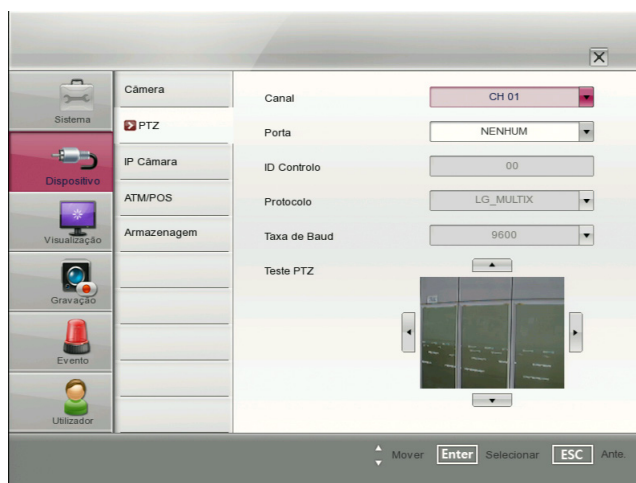 Sistema
Dispositivo
Visualização
Gravação
Evento
Utilizador
Câmera
PTZ
IP Câmara
ATM/POS
Armazenagem
Canal
CH 01
Porta
NENHUM
ID Controlo
00
Protocolo
LG_MULTIX
Taxa de Baud
9600
Teste PTZ
Mover Enter Selecionar ESC Ante.